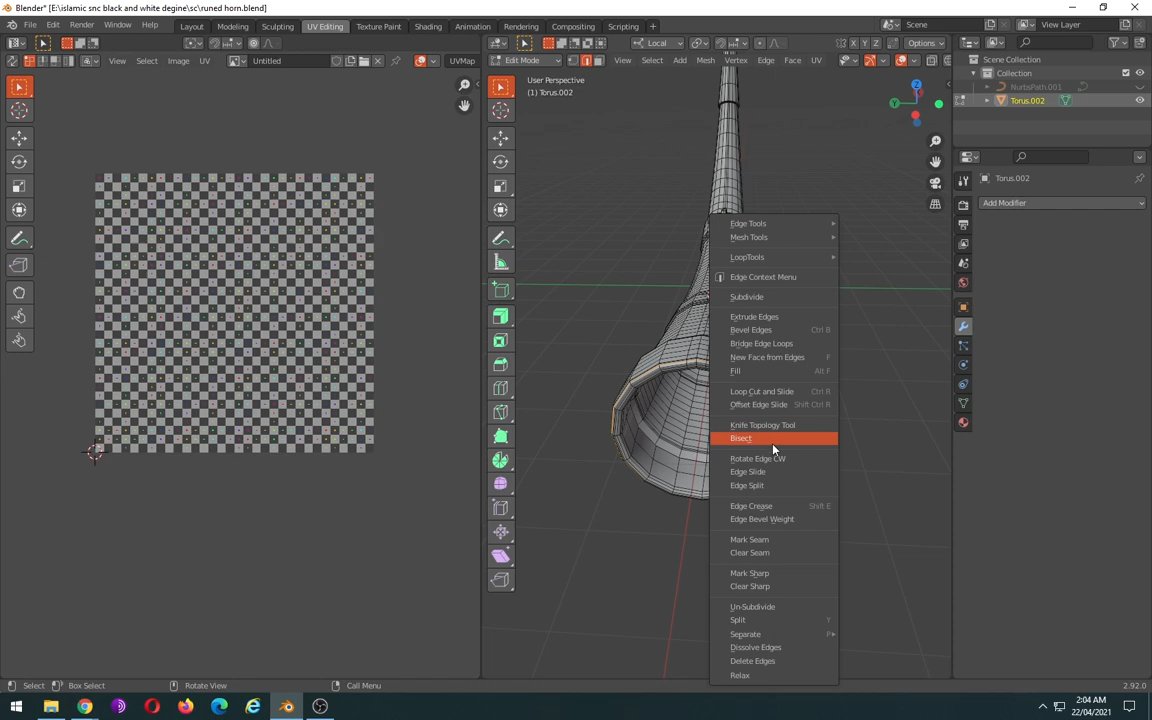 Blender* [E:\islamic snc black and white degine\sc\runed horn.blend]
File Edit Render Window Help Layout Modeling Sculpting UV Editing Texture Paint Shading Animation Rendering Compositing Scripting + Scene View Layer
Local X Y Z Options
View Select Image UV Untitled UVMap Edit Mode View Select Add Mesh Vertex Edge Face UV
Scene Collection
Collection
NurbsPath.001
Torus.002
User Perspective
(1) Torus.002
Torus.002
Add Modifier
Edge Tools
Mesh Tools
LoopTools
Edge Context Menu
Subdivide
Extrude Edges
Bevel Edges Ctrl B
Bridge Edge Loops
New Face from Edges F
Fill Alt F
Loop Cut and Slide Ctrl R
Offset Edge Slide Shift Ctrl R
Knife Topology Tool
Bisect
Rotate Edge CW
Edge Slide
Edge Split
Edge Crease Shift E
Edge Bevel Weight
Mark Seam
Clear Seam
Mark Sharp
Clear Sharp
Un-Subdivide
Split Y
Separate P
Dissolve Edges
Delete Edges
Relax
Select Box Select Rotate View Call Menu 2.92.0
2:04 AM
22/04/2021